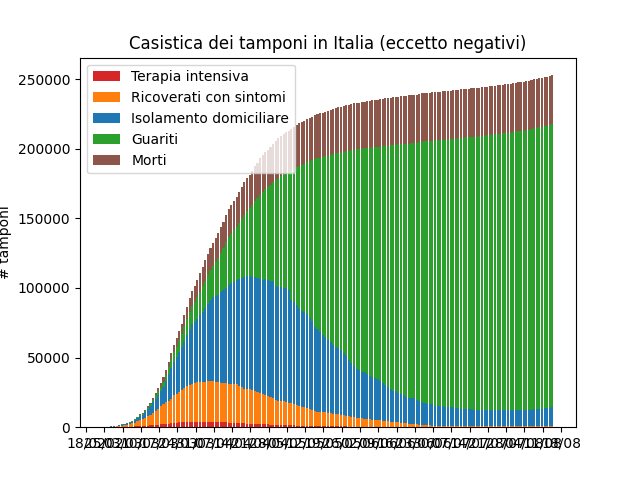 Casistica dei tamponi in Italia (eccetto negativi)
Terapia intensiva
Ricoverati con sintomi
Isolamento domiciliare
Guariti
Morti
250000
200000
150000
100000
50000
0
# tamponi